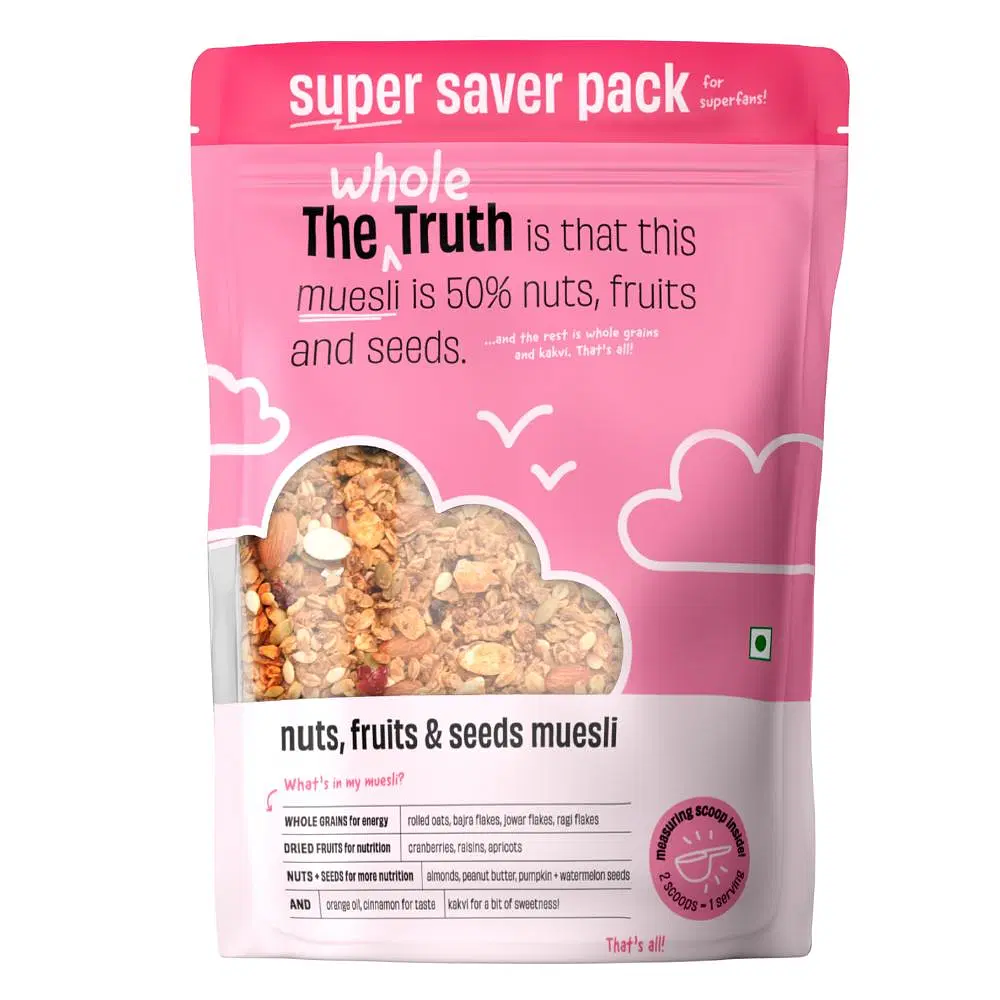 super saver pack for
superfans!
whole
The Truth is that this
muesli is 50% nuts, fruits
and seeds.
...and the rest is whole grains
and kakvi. That's all!
nuts, fruits & seeds muesli
What's in my muesli?
WHOLE GRAINS for energy rolled oats, bajra flakes, jowar flakes, ragi flakes
DRIED FRUITS for nutrition cranberries, raisins, apricots
NUTS + SEEDS for more nutrition almonds, peanut butter, pumpkin + watermelon seeds
AND orange oil, cinnamon for taste kakvi for a bit of sweetness!
measuring scoop inside!
2 scoops = 1 serving
That's all!